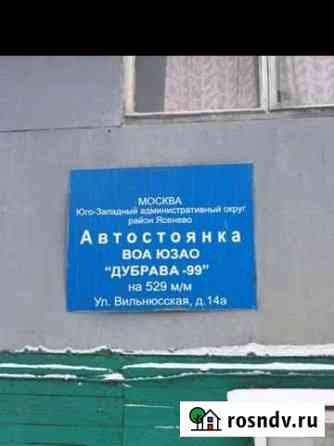 МОСКВА
Юго-Западный административный округ
район Ясенево
Автостоянка
ВОА ЮЗАО
"ДУБРАВА -99"
на 529 м/м
Ул. Вильнюсская, д.14а
rosndv.ru